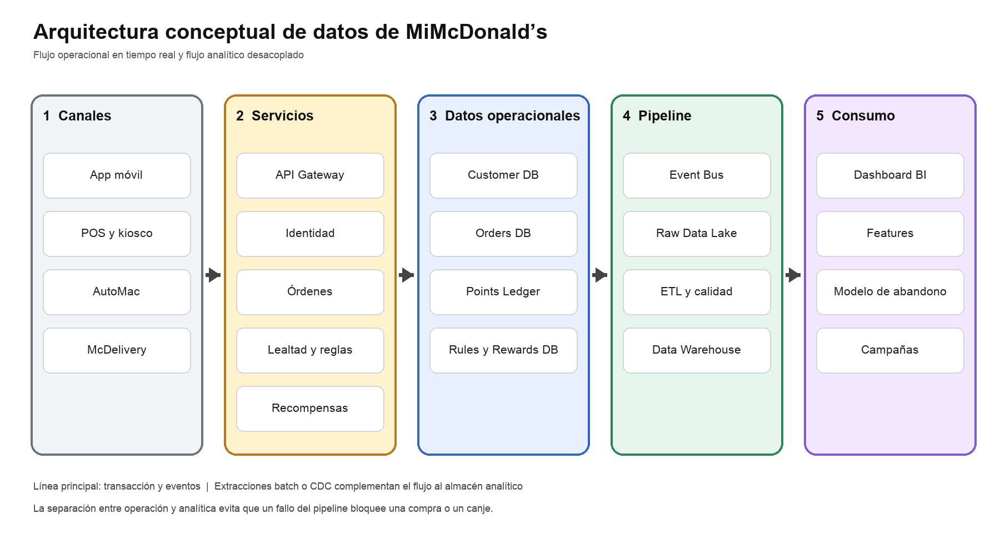 Arquitectura conceptual de datos de MiMcDonald’s
Flujo operacional en tiempo real y flujo analítico desacoplado
1 Canales
App móvil
POS y kiosco
AutoMac
McDelivery
2 Servicios
API Gateway
Identidad
Órdenes
Lealtad y reglas
Recompensas
3 Datos operacionales
Customer DB
Orders DB
Points Ledger
Rules y Rewards DB
4 Pipeline
Event Bus
Raw Data Lake
ETL y calidad
Data Warehouse
5 Consumo
Dashboard BI
Features
Modelo de abandono
Campañas
Línea principal: transacción y eventos | Extracciones batch o CDC complementan el flujo al almacén analítico
La separación entre operación y analítica evita que un fallo del pipeline bloquee una compra o un canje.